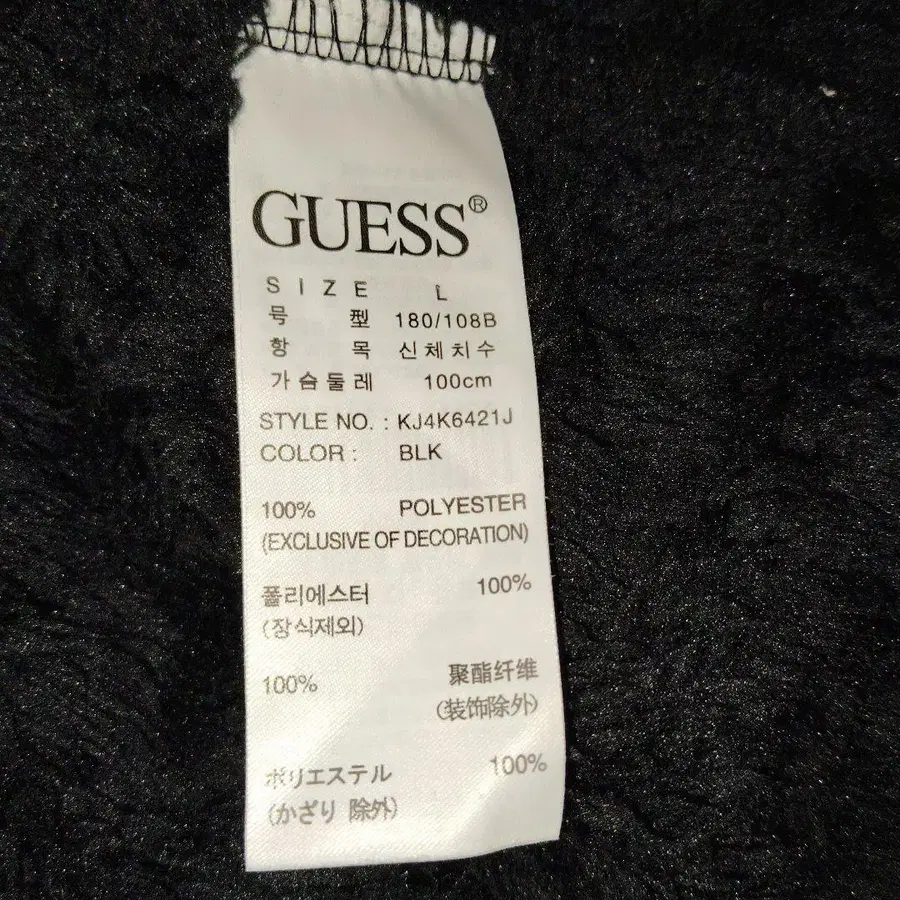 GUESS®
SIZE L
号型 180/108B
항목 신체치수
가슴둘레 100cm
STYLE NO. : KJ4K6421J
COLOR : BLK
100% POLYESTER
(EXCLUSIVE OF DECORATION)
폴리에스터 100%
(장식제외)
100% 聚酯纤维
(装饰除外)
ポリエステル 100%
(かざり 除外)